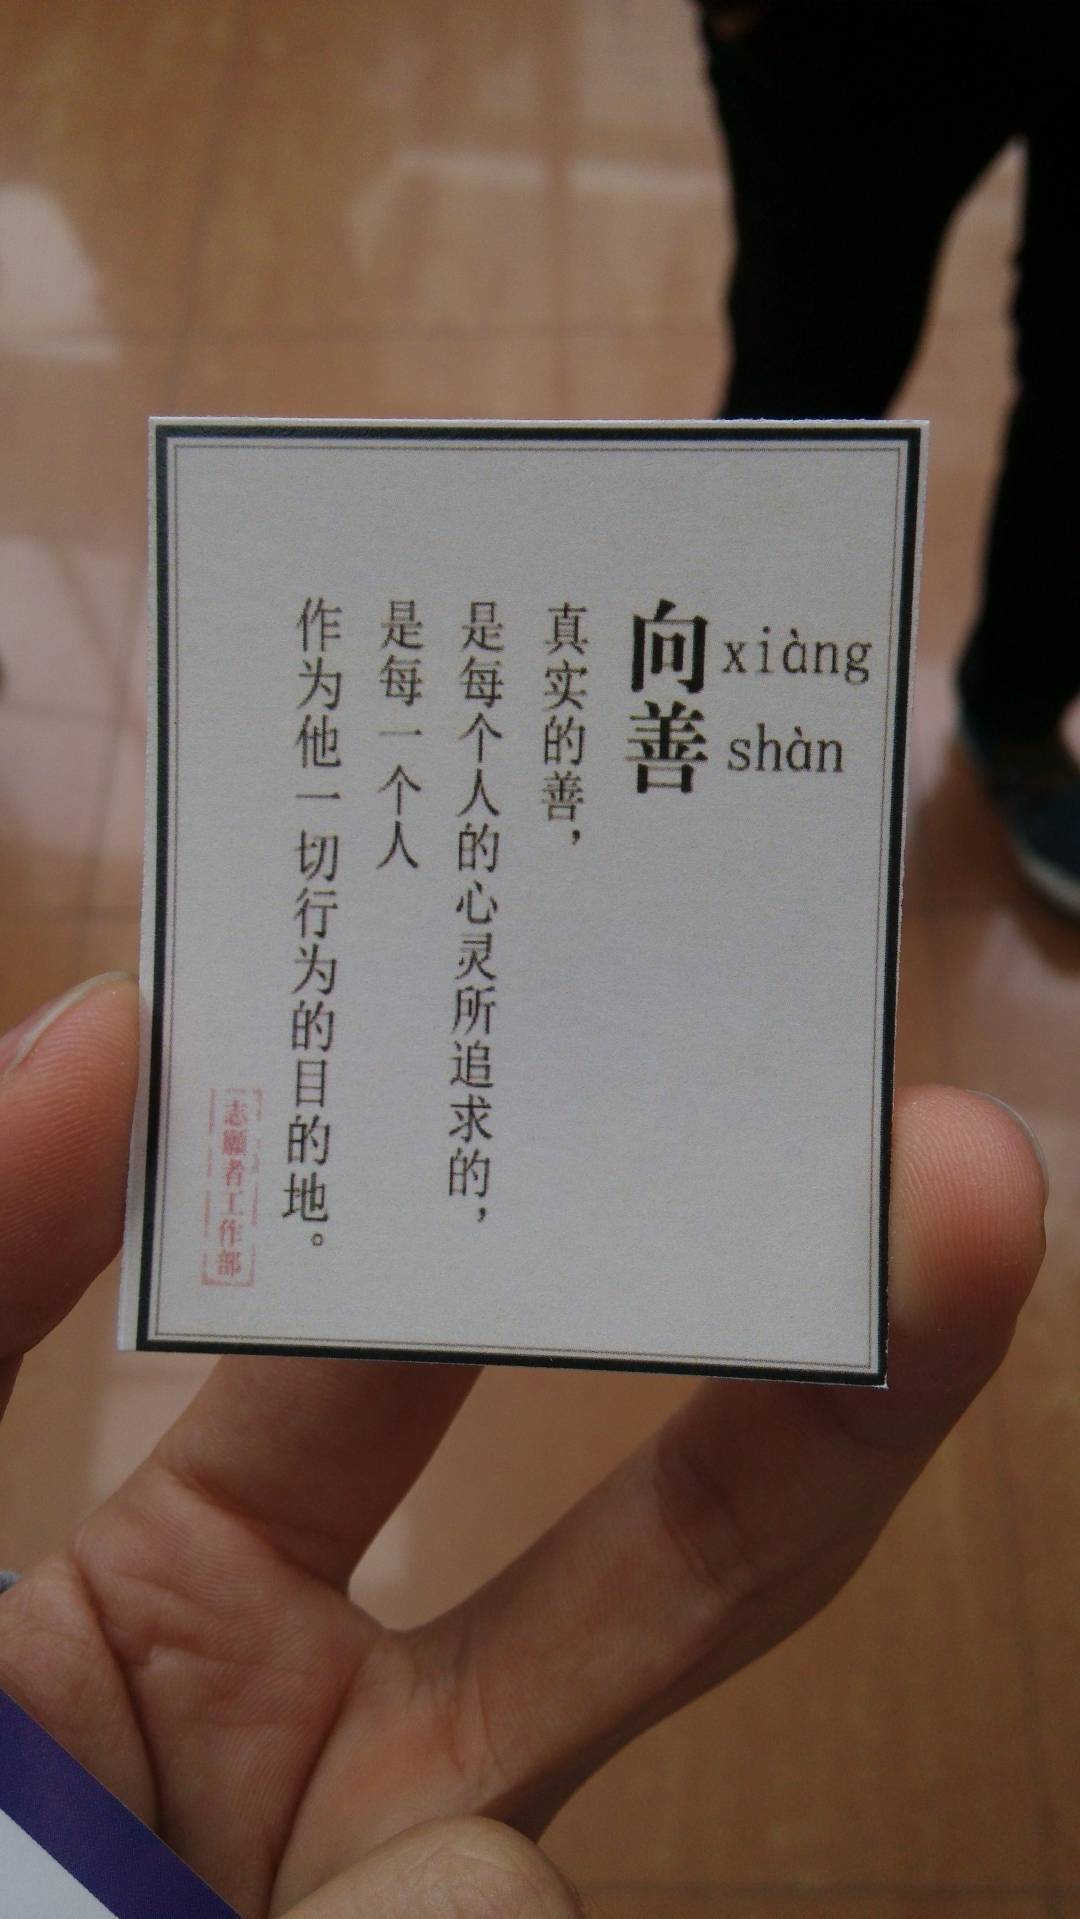 xiàng shàn
向善
真实的善，
是每个人的心灵所追求的，
是每一个人
作为他一切行为的目的地。
志愿者工作部